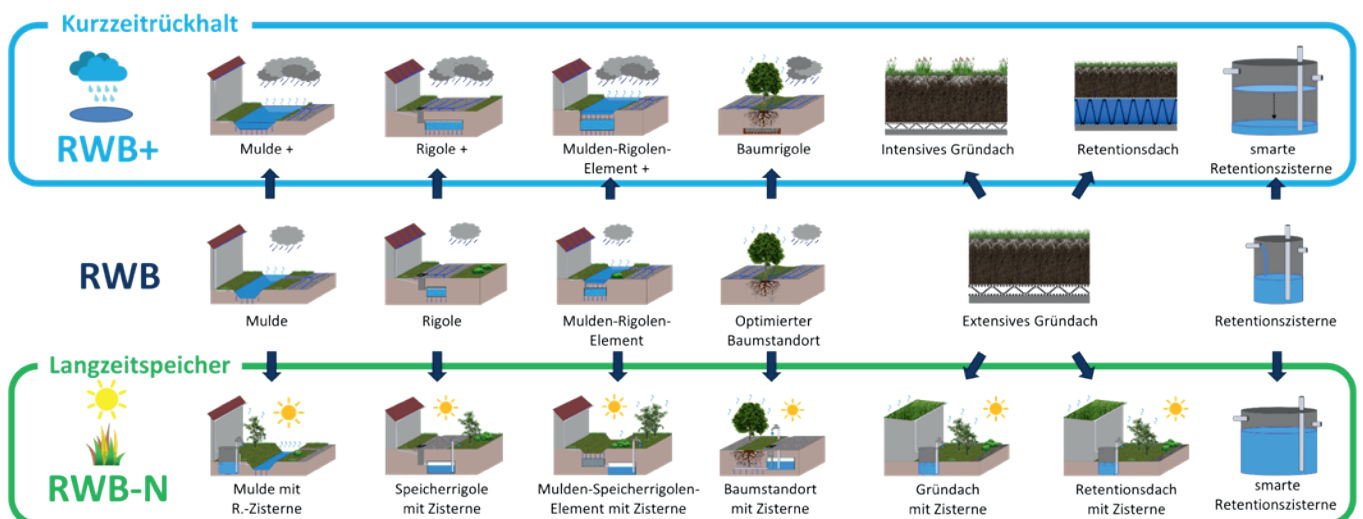 Kurzzeitrückhalt
RWB+
Mulde +
Rigole +
Mulden-Rigolen-
Element +
Baumrigole
Intensives Gründach
Retentionsdach
smarte
Retentionszisterne
RWB
Mulde
Rigole
Mulden-Rigolen-
Element
Optimierter
Baumstandort
Extensives Gründach
Retentionszisterne
Langzeitspeicher
RWB-N
Mulde mit
R.-Zisterne
Speicherrigole
mit Zisterne
Mulden-Speicherrigolen-
Element mit Zisterne
Baumstandort
mit Zisterne
Gründach
mit Zisterne
Retentionsdach
mit Zisterne
smarte
Retentionszisterne